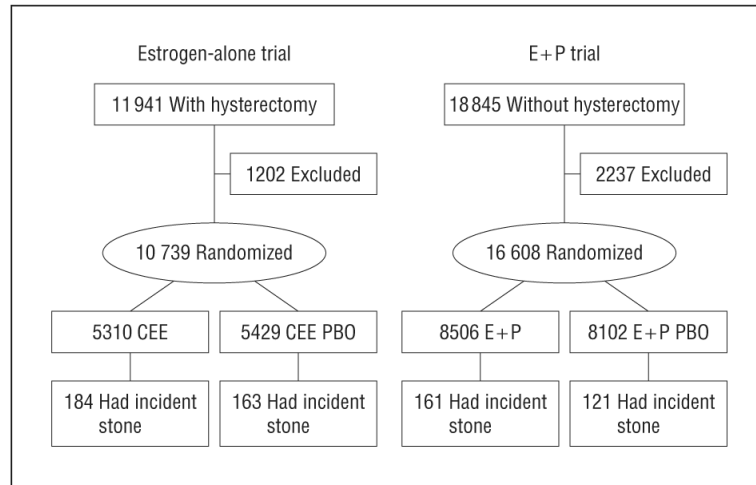 Estrogen-alone trial
11 941 With hysterectomy
1202 Excluded
10 739 Randomized
5310 CEE
5429 CEE PBO
184 Had incident
stone
163 Had incident
stone
E+P trial
18 845 Without hysterectomy
2237 Excluded
16 608 Randomized
8506 E+P
8102 E+P PBO
161 Had incident
stone
121 Had incident
stone